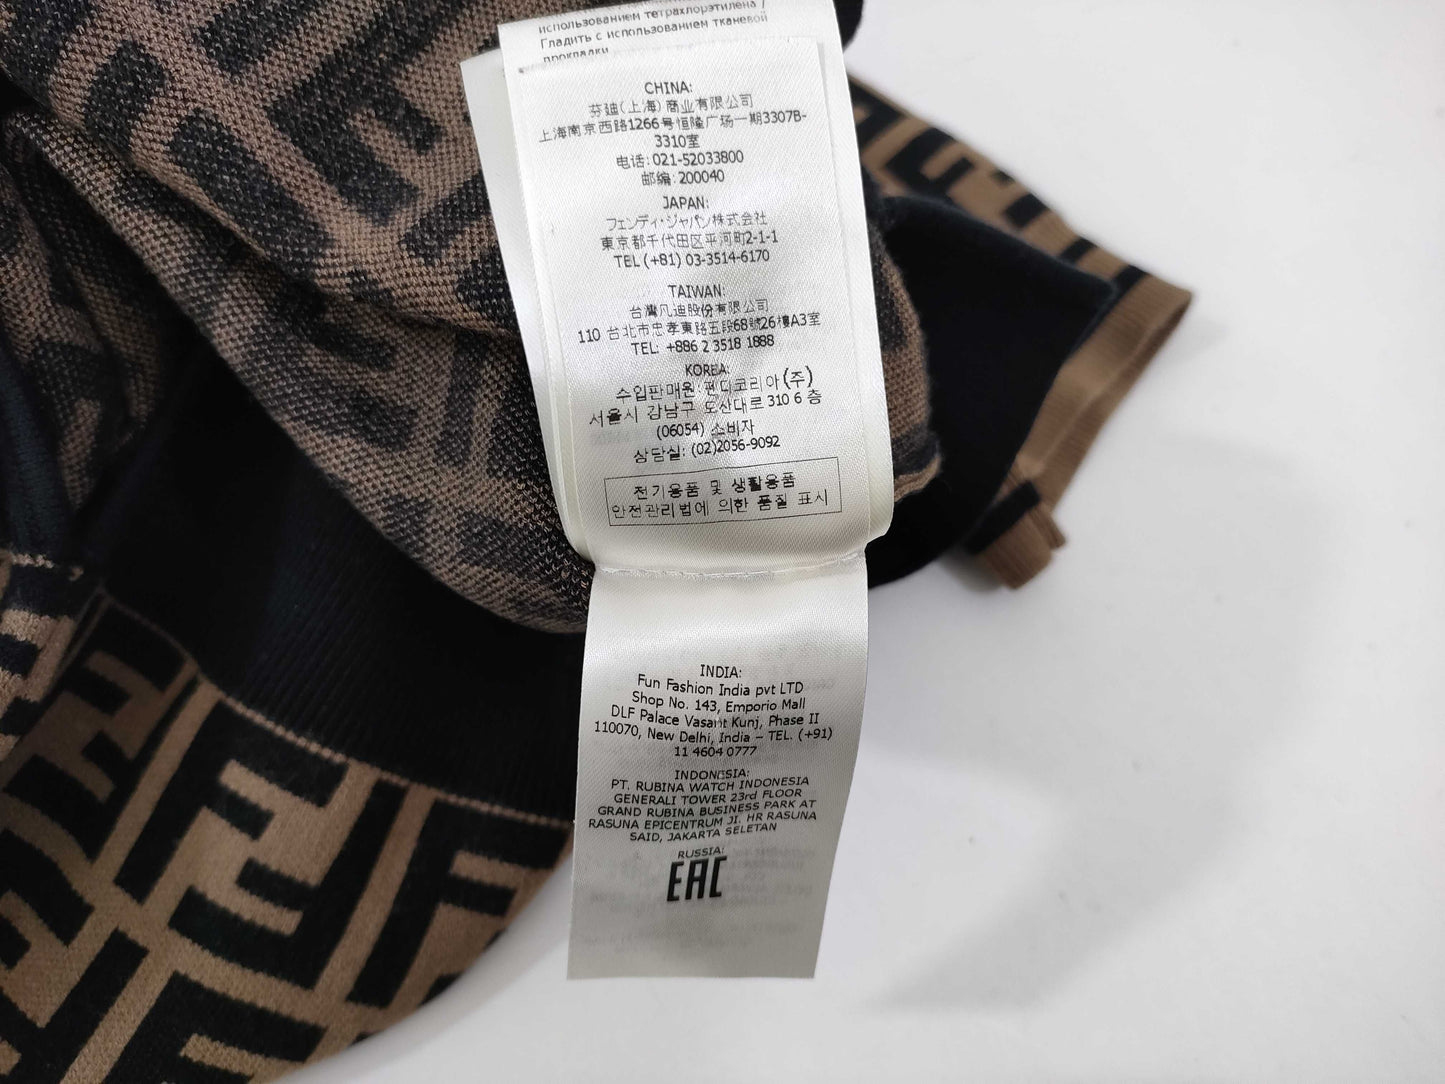 использованием тетрахлорэтилена /
Гладить с использованием тканевой
прокладки
CHINA:
芬迪(上海)商业有限公司
上海南京西路1266号恒隆广场一期3307B-
3310室
电话:021-52033800
邮编:200040
JAPAN:
フェンディ・ジャパン株式会社
東京都千代田区平河町2-1-1
TEL (+81) 03-3514-6170
TAIWAN:
台灣凡迪股份有限公司
110 台北市忠孝東路五段68號26樓A3室
TEL: +886 2 3518 1888
KOREA:
수입판매원 펜디코리아(주)
서울시 강남구 도산대로 310 6 층
(06054) 소비자
상담실: (02)2056-9092
전기용품 및 생활용품
안전관리법에 의한 품질 표시
INDIA:
Fun Fashion India pvt LTD
Shop No. 143, Emporio Mall
DLF Palace Vasant Kunj, Phase II
110070, New Delhi, India – TEL. (+91)
11 4604 0777
INDONESIA:
PT. RUBINA WATCH INDONESIA
GENERALI TOWER 23rd FLOOR
GRAND RUBINA BUSINESS PARK AT
RASUNA EPICENTRUM JI. HR RASUNA
SAID, JAKARTA SELETAN
RUSSIA:
EAC